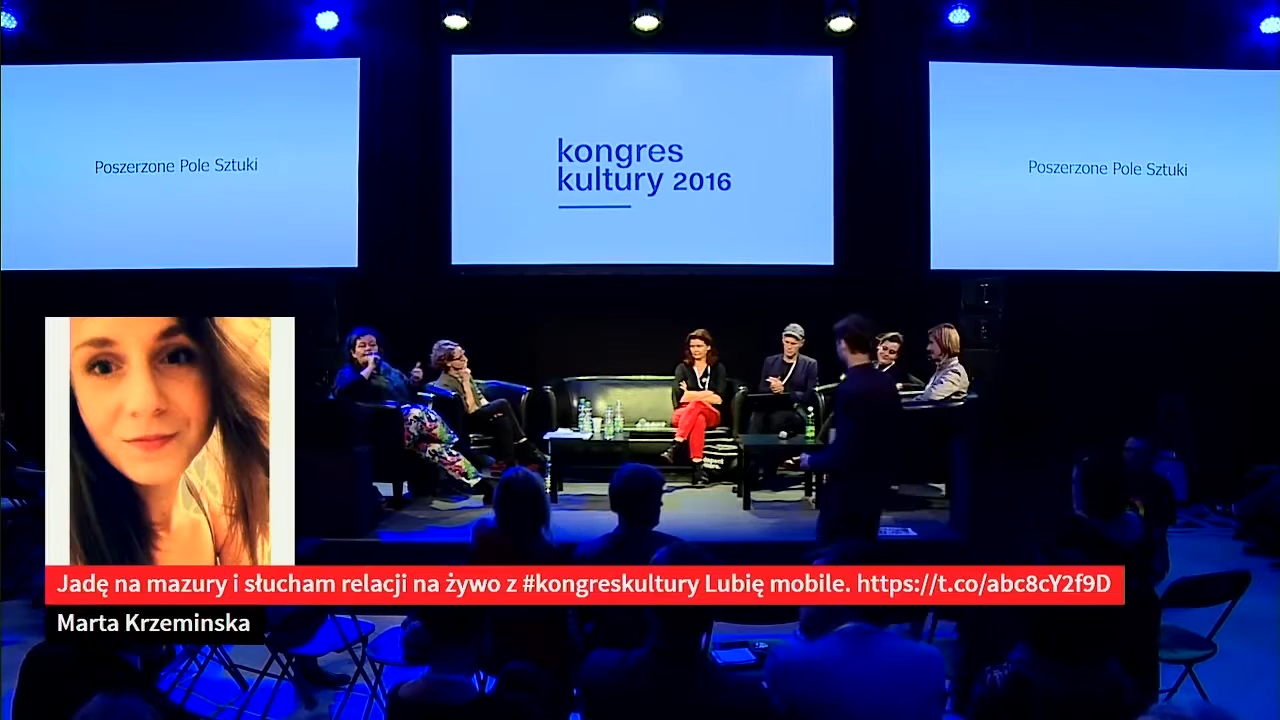 Poszerzone Pole Sztuki
kongres
kultury 2016
Poszerzone Pole Sztuki
Jadę na mazury i słucham relacji na żywo z #kongreskultury Lubię mobile. https://t.co/abc8cY2f9D
Marta Krzeminska